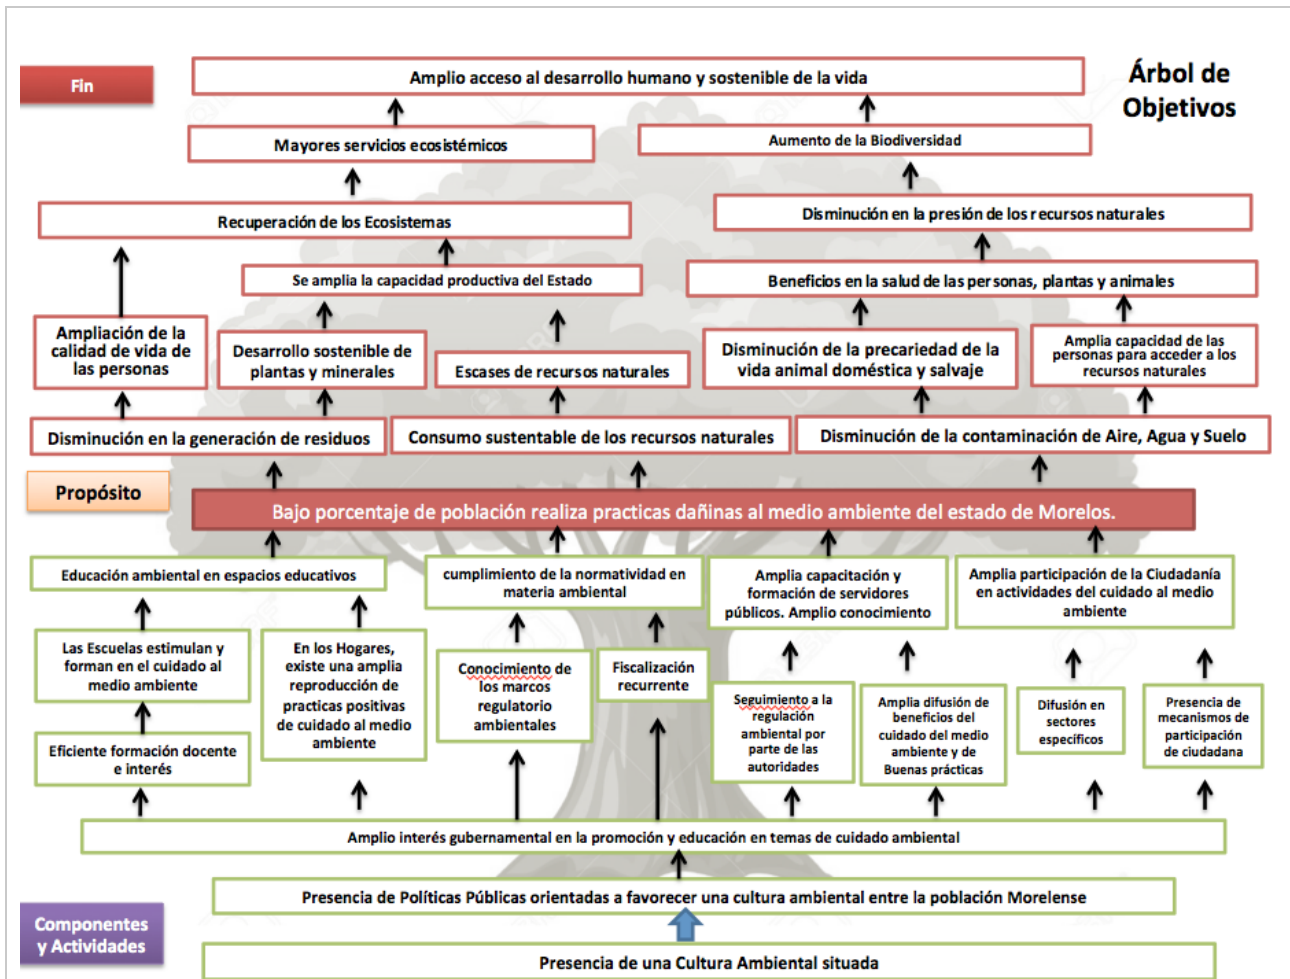 Árbol de
Objetivos
Fin
Amplio acceso al desarrollo humano y sostenible de la vida
Mayores servicios ecosistémicos
Aumento de la Biodiversidad
Recuperación de los Ecosistemas
Disminución en la presión de los recursos naturales
Se amplia la capacidad productiva del Estado
Beneficios en la salud de las personas, plantas y animales
Ampliación de la
calidad de vida de
las personas
Desarrollo sostenible de
plantas y minerales
Escases de recursos naturales
Disminución de la precariedad de la
vida animal doméstica y salvaje
Amplia capacidad de las
personas para acceder a los
recursos naturales
Disminución en la generación de residuos
Consumo sustentable de los recursos naturales
Disminución de la contaminación de Aire, Agua y Suelo
Propósito
Bajo porcentaje de población realiza practicas dañinas al medio ambiente del estado de Morelos.
Educación ambiental en espacios educativos
cumplimiento de la normatividad en
materia ambiental
Amplia capacitación y
formación de servidores
públicos. Amplio conocimiento
Amplia participación de la Ciudadanía
en actividades del cuidado al medio
ambiente
Las Escuelas estimulan y
forman en el cuidado al
medio ambiente
En los Hogares,
existe una amplia
reproducción de
practicas positivas
de cuidado al medio
ambiente
Conocimiento de
los marcos
regulatorio
ambientales
Fiscalización
recurrente
Seguimiento a la
regulación
ambiental por
parte de las
autoridades
Amplia difusión de
beneficios del
cuidado del medio
ambiente y de
Buenas prácticas
Difusión en
sectores
específicos
Presencia de
mecanismos de
participación
de ciudadana
Eficiente formación docente
e interés
Amplio interés gubernamental en la promoción y educación en temas de cuidado ambiental
Presencia de Políticas Públicas orientadas a favorecer una cultura ambiental entre la población Morelense
Componentes
y Actividades
Presencia de una Cultura Ambiental situada